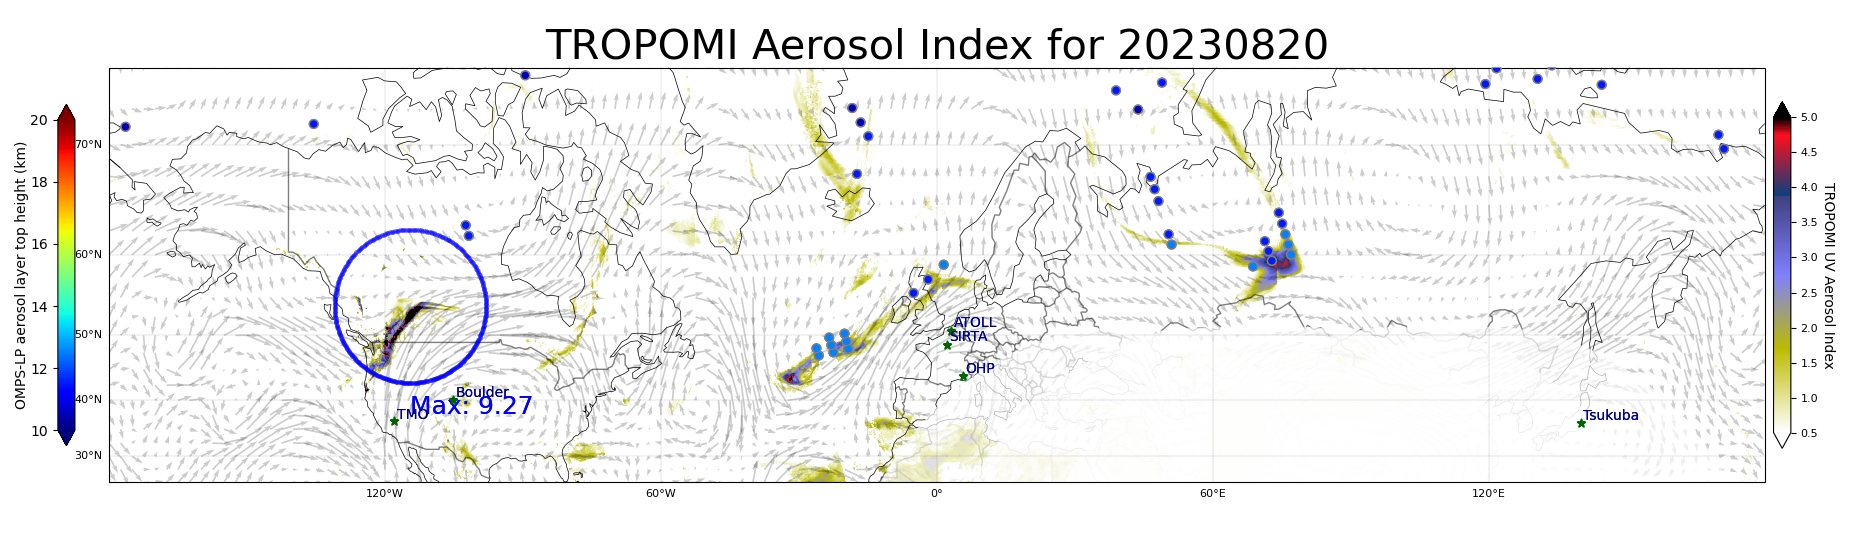 TROPOMI Aerosol Index for 20230820
OMPS-LP aerosol layer top height (km)
20
18
16
14
12
10
70°N
60°N
50°N
40°N
30°N
120°W
60°W
0°
60°E
120°E
ATOLL
SIRTA
OHP
Boulder
Max: 9.27
TMO
Tsukuba
5.0
4.5
4.0
3.5
3.0
2.5
2.0
1.5
1.0
0.5
TROPOMI UV Aerosol Index